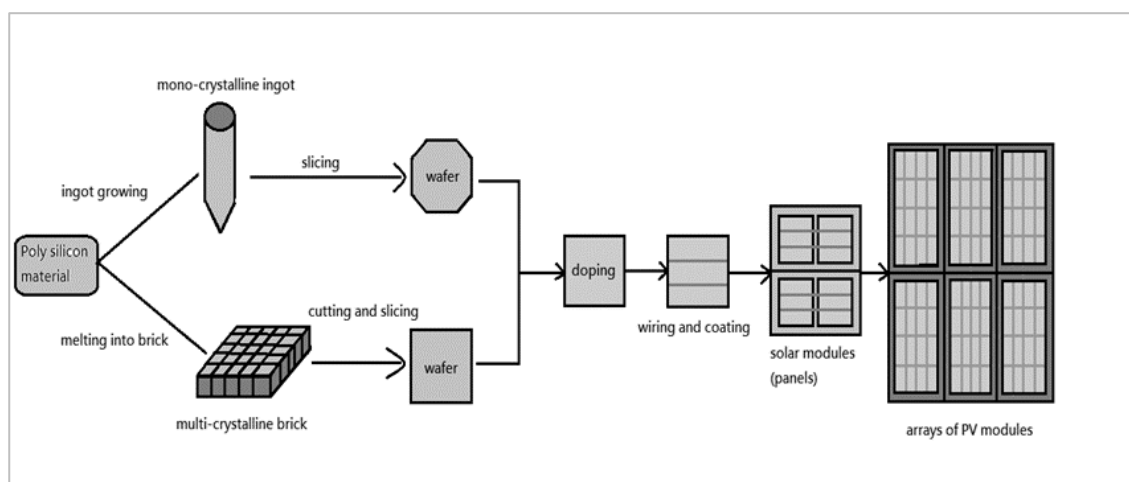 mono-crystalline ingot
slicing
wafer
ingot growing
Poly silicon
material
melting into brick
cutting and slicing
wafer
multi-crystalline brick
doping
wiring and coating
solar modules
(panels)
arrays of PV modules